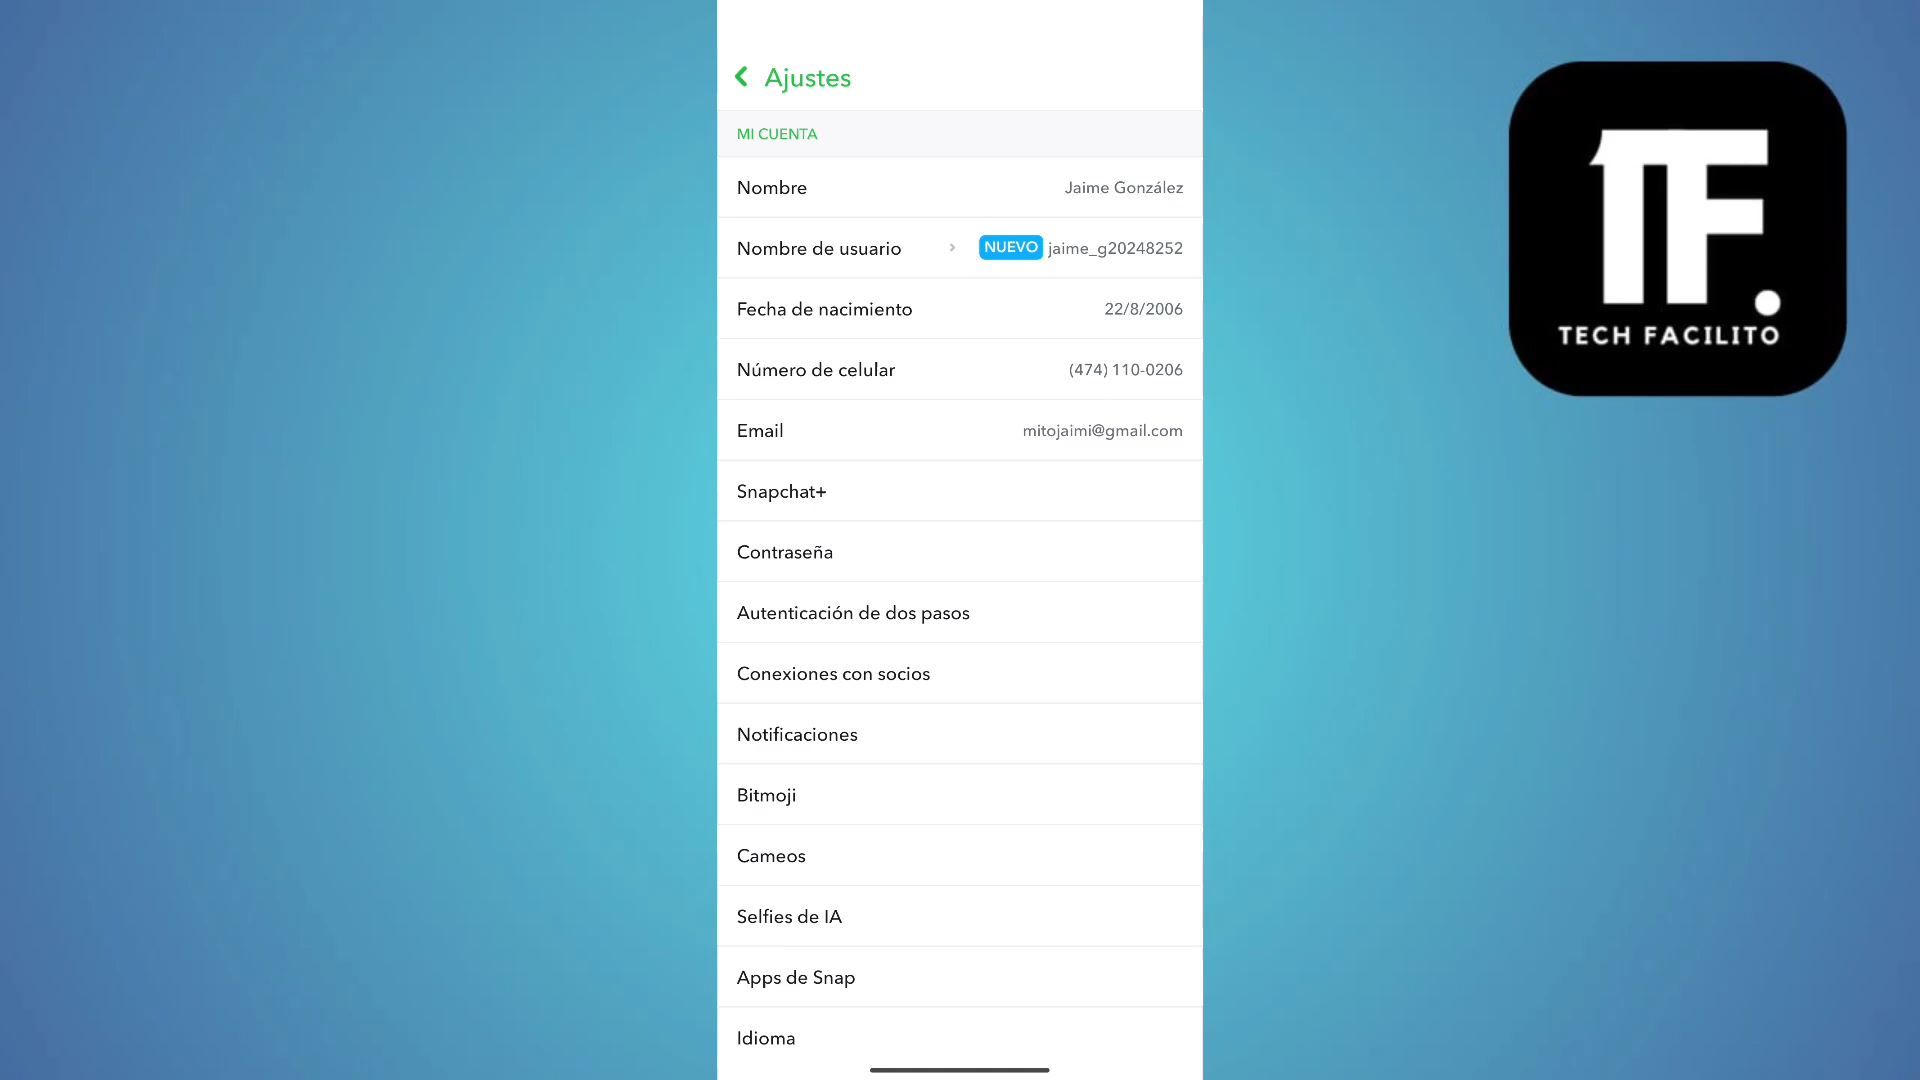 Ajustes
MI CUENTA
Nombre Jaime González
Nombre de usuario NUEVO jaime_g20248252
Fecha de nacimiento 22/8/2006
Número de celular (474) 110-0206
Email mitojaimi@gmail.com
Snapchat+
Contraseña
Autenticación de dos pasos
Conexiones con socios
Notificaciones
Bitmoji
Cameos
Selfies de IA
Apps de Snap
Idioma
TF.
TECH FACILITO